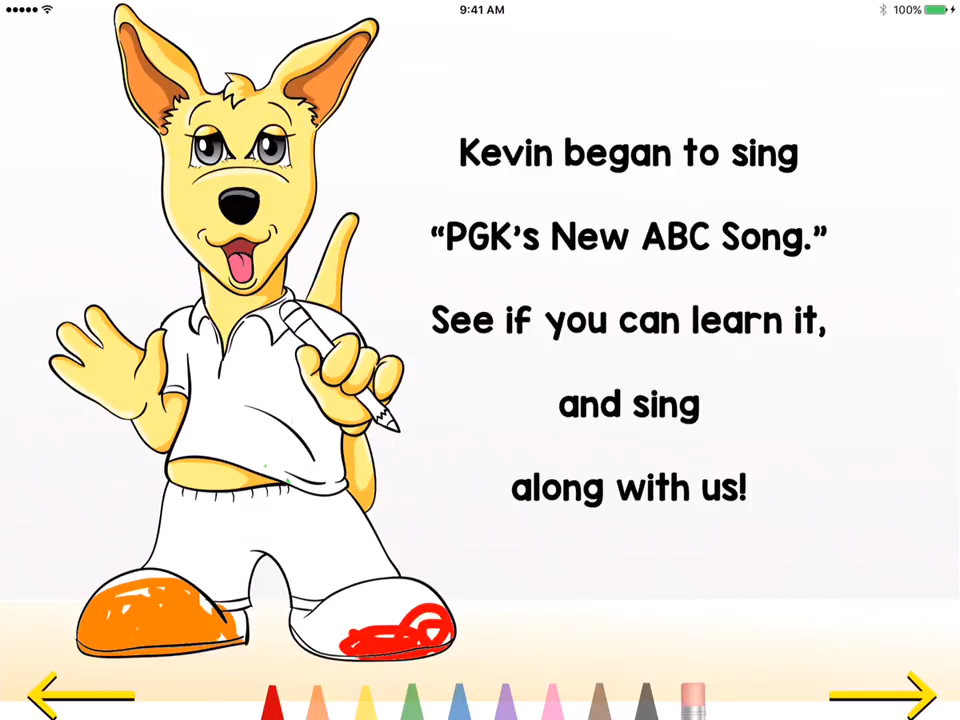 9:41 AM
100%
Kevin began to sing
“PGK’s New ABC Song.”
See if you can learn it,
and sing
along with us!